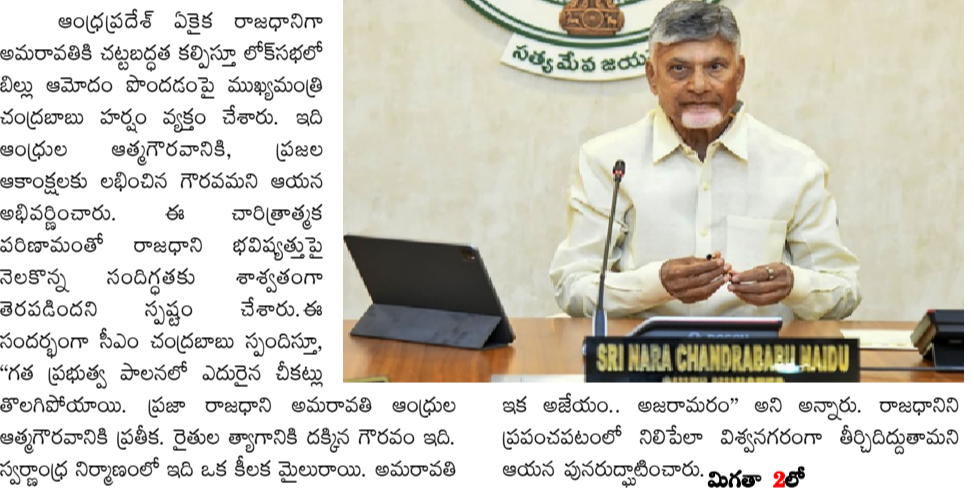 ఆంధ్రప్రదేశ్ ఏకైక రాజధానిగా
అమరావతికి చట్టబద్ధత కల్పిస్తూ లోక్‌సభలో
బిల్లు ఆమోదం పొందడంపై ముఖ్యమంత్రి
చంద్రబాబు హర్షం వ్యక్తం చేశారు. ఇది
ఆంధ్రుల ఆత్మగౌరవానికి, ప్రజల
ఆకాంక్షలకు లభించిన గౌరవమని ఆయన
అభివర్ణించారు. ఈ చారిత్రాత్మక
పరిణామంతో రాజధాని భవిష్యత్తుపై
నెలకొన్న సందిగ్ధతకు శాశ్వతంగా
తెరపడిందని స్పష్టం చేశారు.ఈ
సందర్భంగా సీఎం చంద్రబాబు స్పందిస్తూ,
“గత ప్రభుత్వ పాలనలో ఎదురైన చీకట్లు
తొలగిపోయాయి. ప్రజా రాజధాని అమరావతి ఆంధ్రుల
ఆత్మగౌరవానికి ప్రతీక. రైతుల త్యాగానికి దక్కిన గౌరవం ఇది.
స్వర్ణాంధ్ర నిర్మాణంలో ఇది ఒక కీలక మైలురాయి. అమరావతి
సత్యమేవ జయ
SRI NARA CHANDRABABU NAIDU
CHIEF MINISTER
ఇక అజేయం.. అజరామరం” అని అన్నారు. రాజధానిని
ప్రపంచపటంలో నిలిపేలా విశ్వనగరంగా తీర్చిదిద్దుతామని
ఆయన పునరుద్ఘాటించారు.
మిగతా 2లో